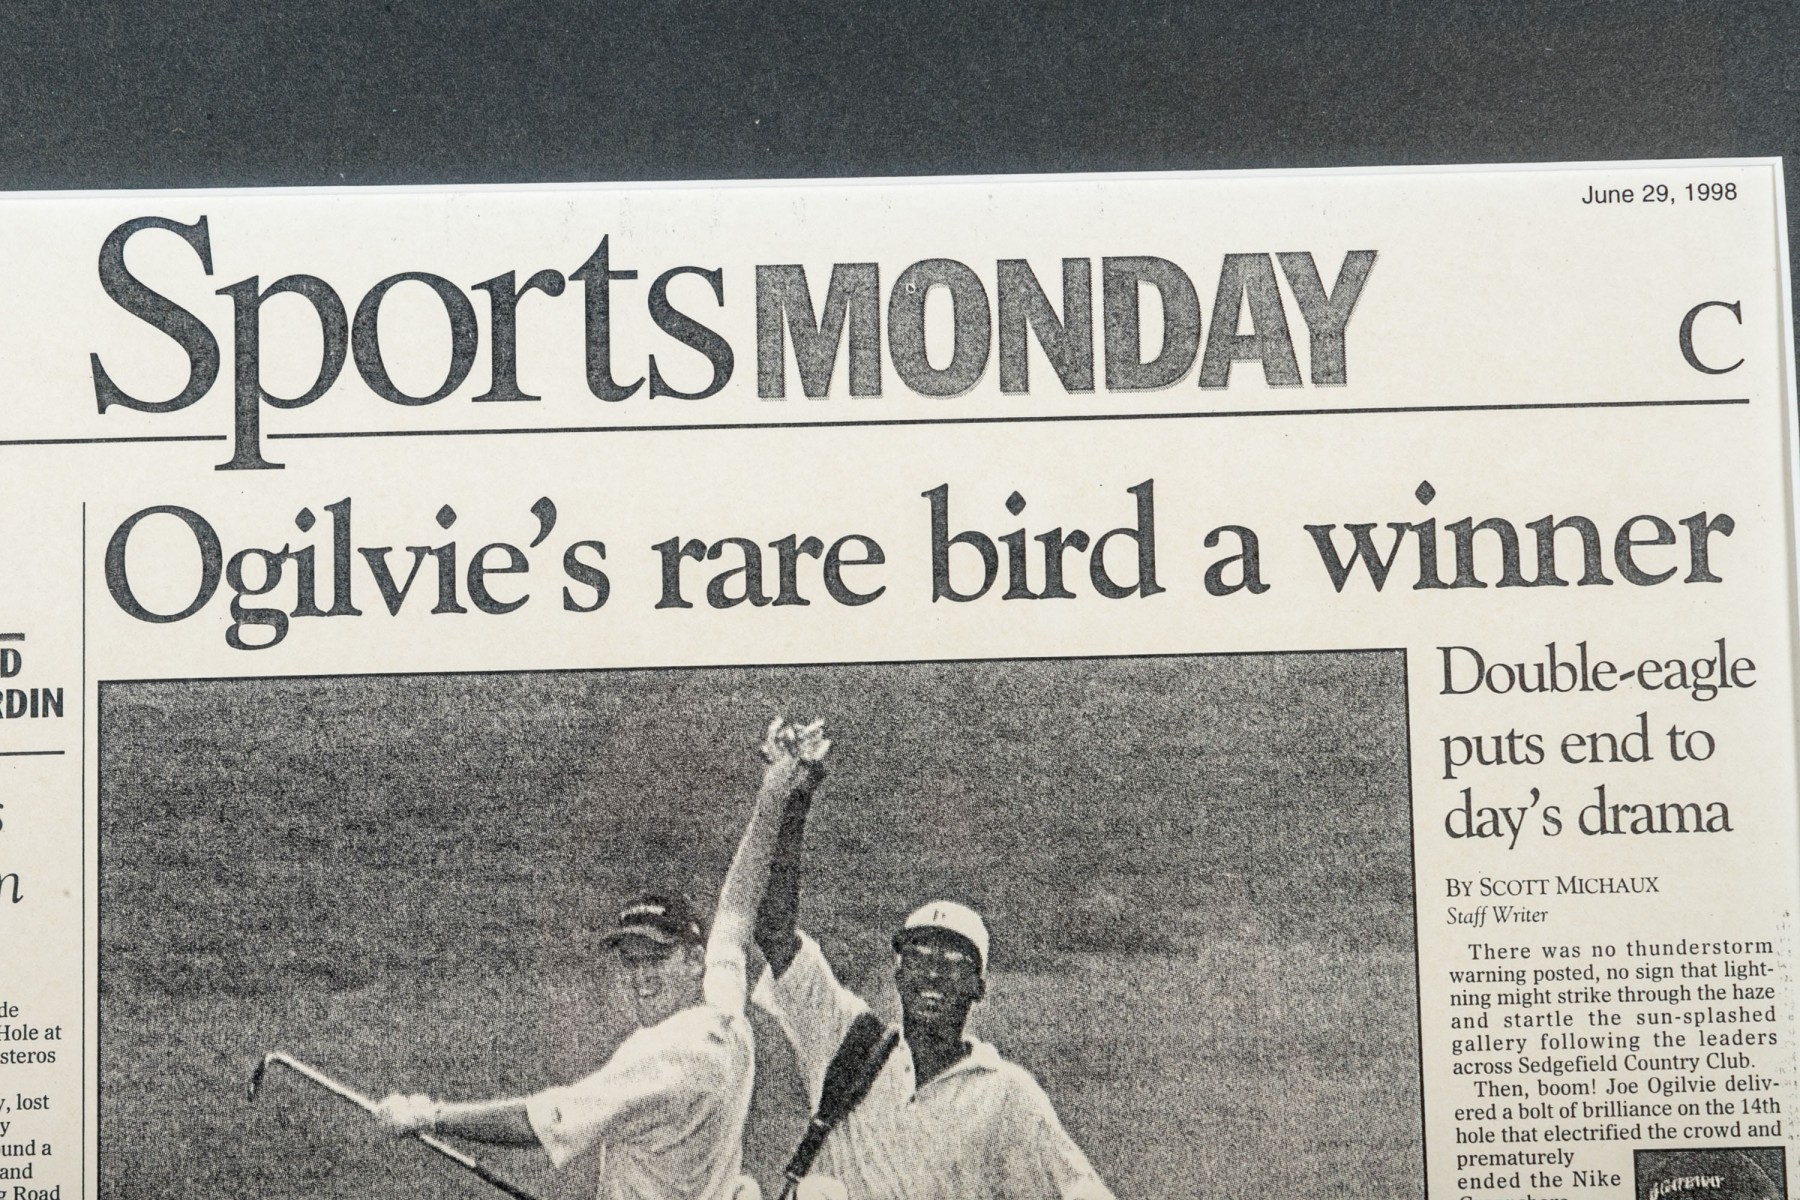 June 29, 1998
Sports MONDAY
C
Ogilvie's rare bird a winner
Double-eagle
puts end to
day's drama
BY SCOTT MICHAUX
Staff Writer
There was no thunderstorm
warning posted, no sign that light-
ning might strike through the haze
and startle the sun-splashed
gallery following the leaders
across Sedgefield Country Club.
Then, boom! Joe Ogilvie deliv-
ered a bolt of brilliance on the 14th
hole that electrified the crowd and
prematurely
ended the Nike
D
RDIN
s
n
de
Hole at
steros
y, lost
y
und a
and
g Road